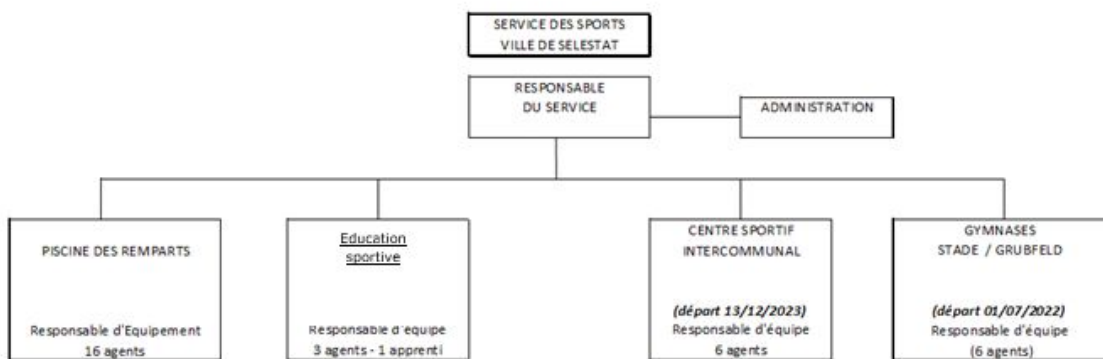 SERVICE DES SPORTS
VILLE DE SELESTAT
RESPONSABLE
DU SERVICE
ADMINISTRATION
PISCINE DES REMPARTS
Responsable d'Equipement
16 agents
Education
sportive
Responsable d'équipe
3 agents - 1 apprenti
CENTRE SPORTIF
INTERCOMMUNAL
(départ 13/12/2023)
Responsable d'équipe
6 agents
GYMNASES
STADE / GRUBFELD
(départ 01/07/2022)
Responsable d'équipe
(6 agents)